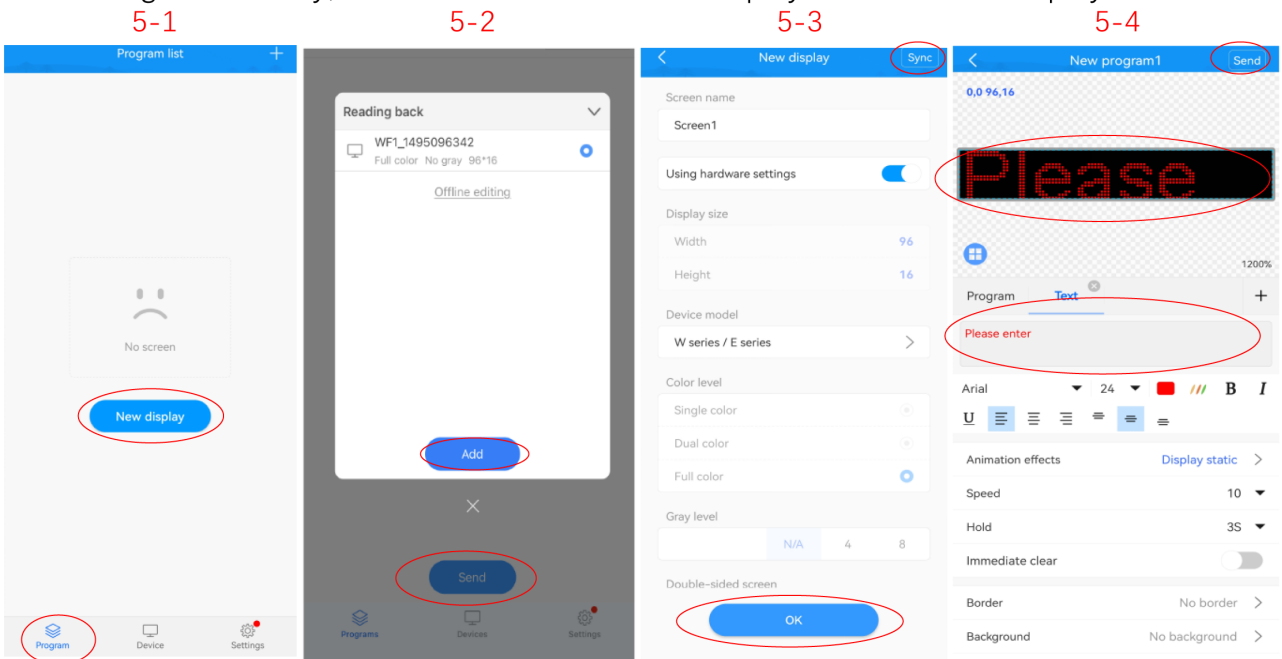 5-1
Program list
No screen
New display
Program
Device
Settings
5-2
Reading back
WF1_1495096342
Full color No gray 96*16
Offline editing
Add
Send
Programs
Devices
Settings
5-3
New display
Sync
Screen name
Screen1
Using hardware settings
Display size
Width 96
Height 16
Device model
W series / E series
Color level
Single color
Dual color
Full color
Gray level
N/A 4 8
Double-sided screen
OK
5-4
New program1
Send
0,0 96,16
Please
1200%
Program Text
Please enter
Arial 24 B I
U
Animation effects Display static
Speed 10
Hold 3S
Immediate clear
Border No border
Background No background